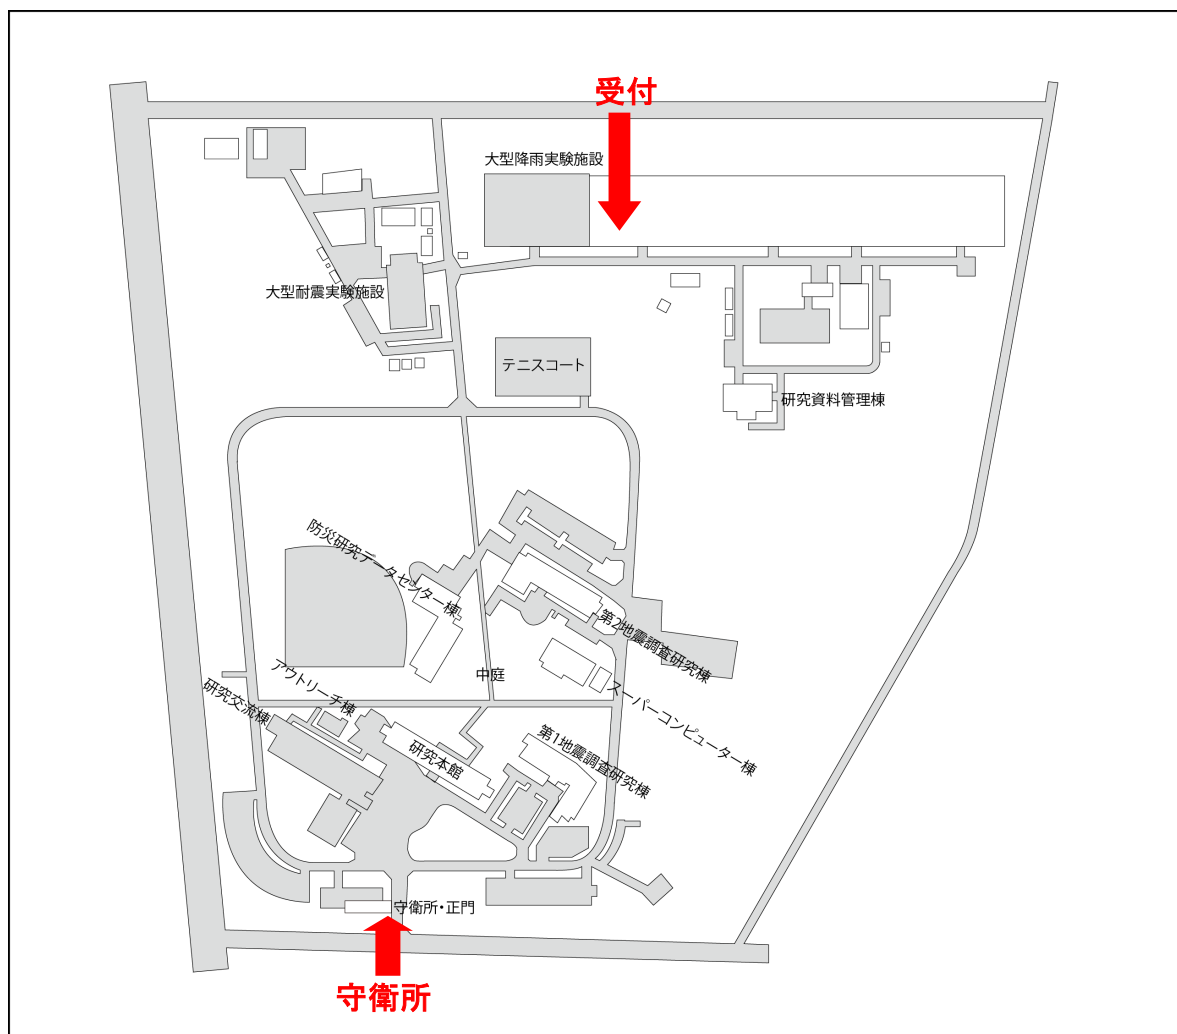 受付
大型降雨実験施設
大型耐震実験施設
テニスコート
研究資料管理棟
防災研究データセンター棟
第2地震調査研究棟
中庭
アウトリーチ棟
研究交流棟
スーパーコンピューター棟
研究本館
第1地震調査研究棟
守衛所・正門
守衛所